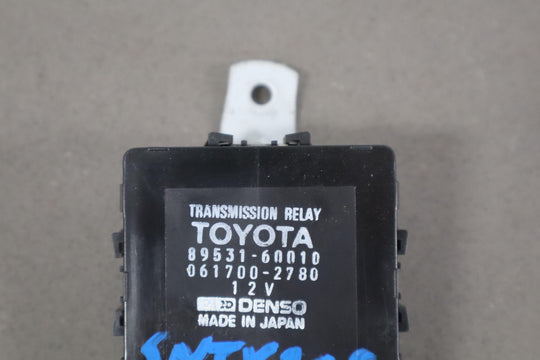 TRANSMISSION RELAY
TOYOTA
89531-60010
061700-2780
12V
DENSO
MADE IN JAPAN